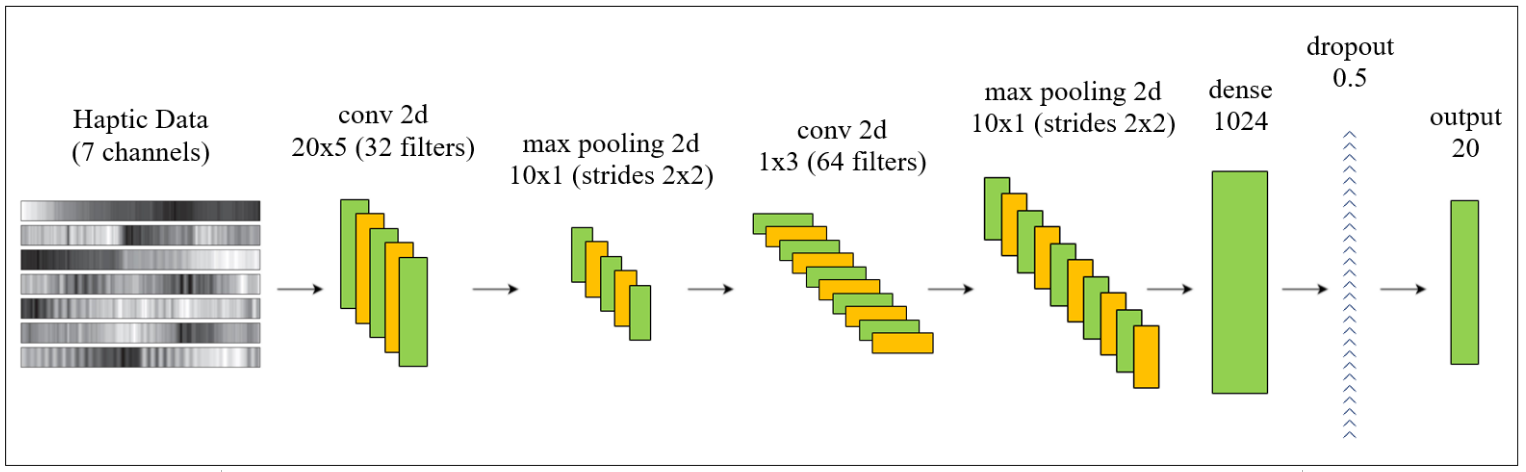 Haptic Data
(7 channels)
conv 2d
20x5 (32 filters)
max pooling 2d
10x1 (strides 2x2)
conv 2d
1x3 (64 filters)
max pooling 2d
10x1 (strides 2x2)
dense
1024
dropout
0.5
output
20